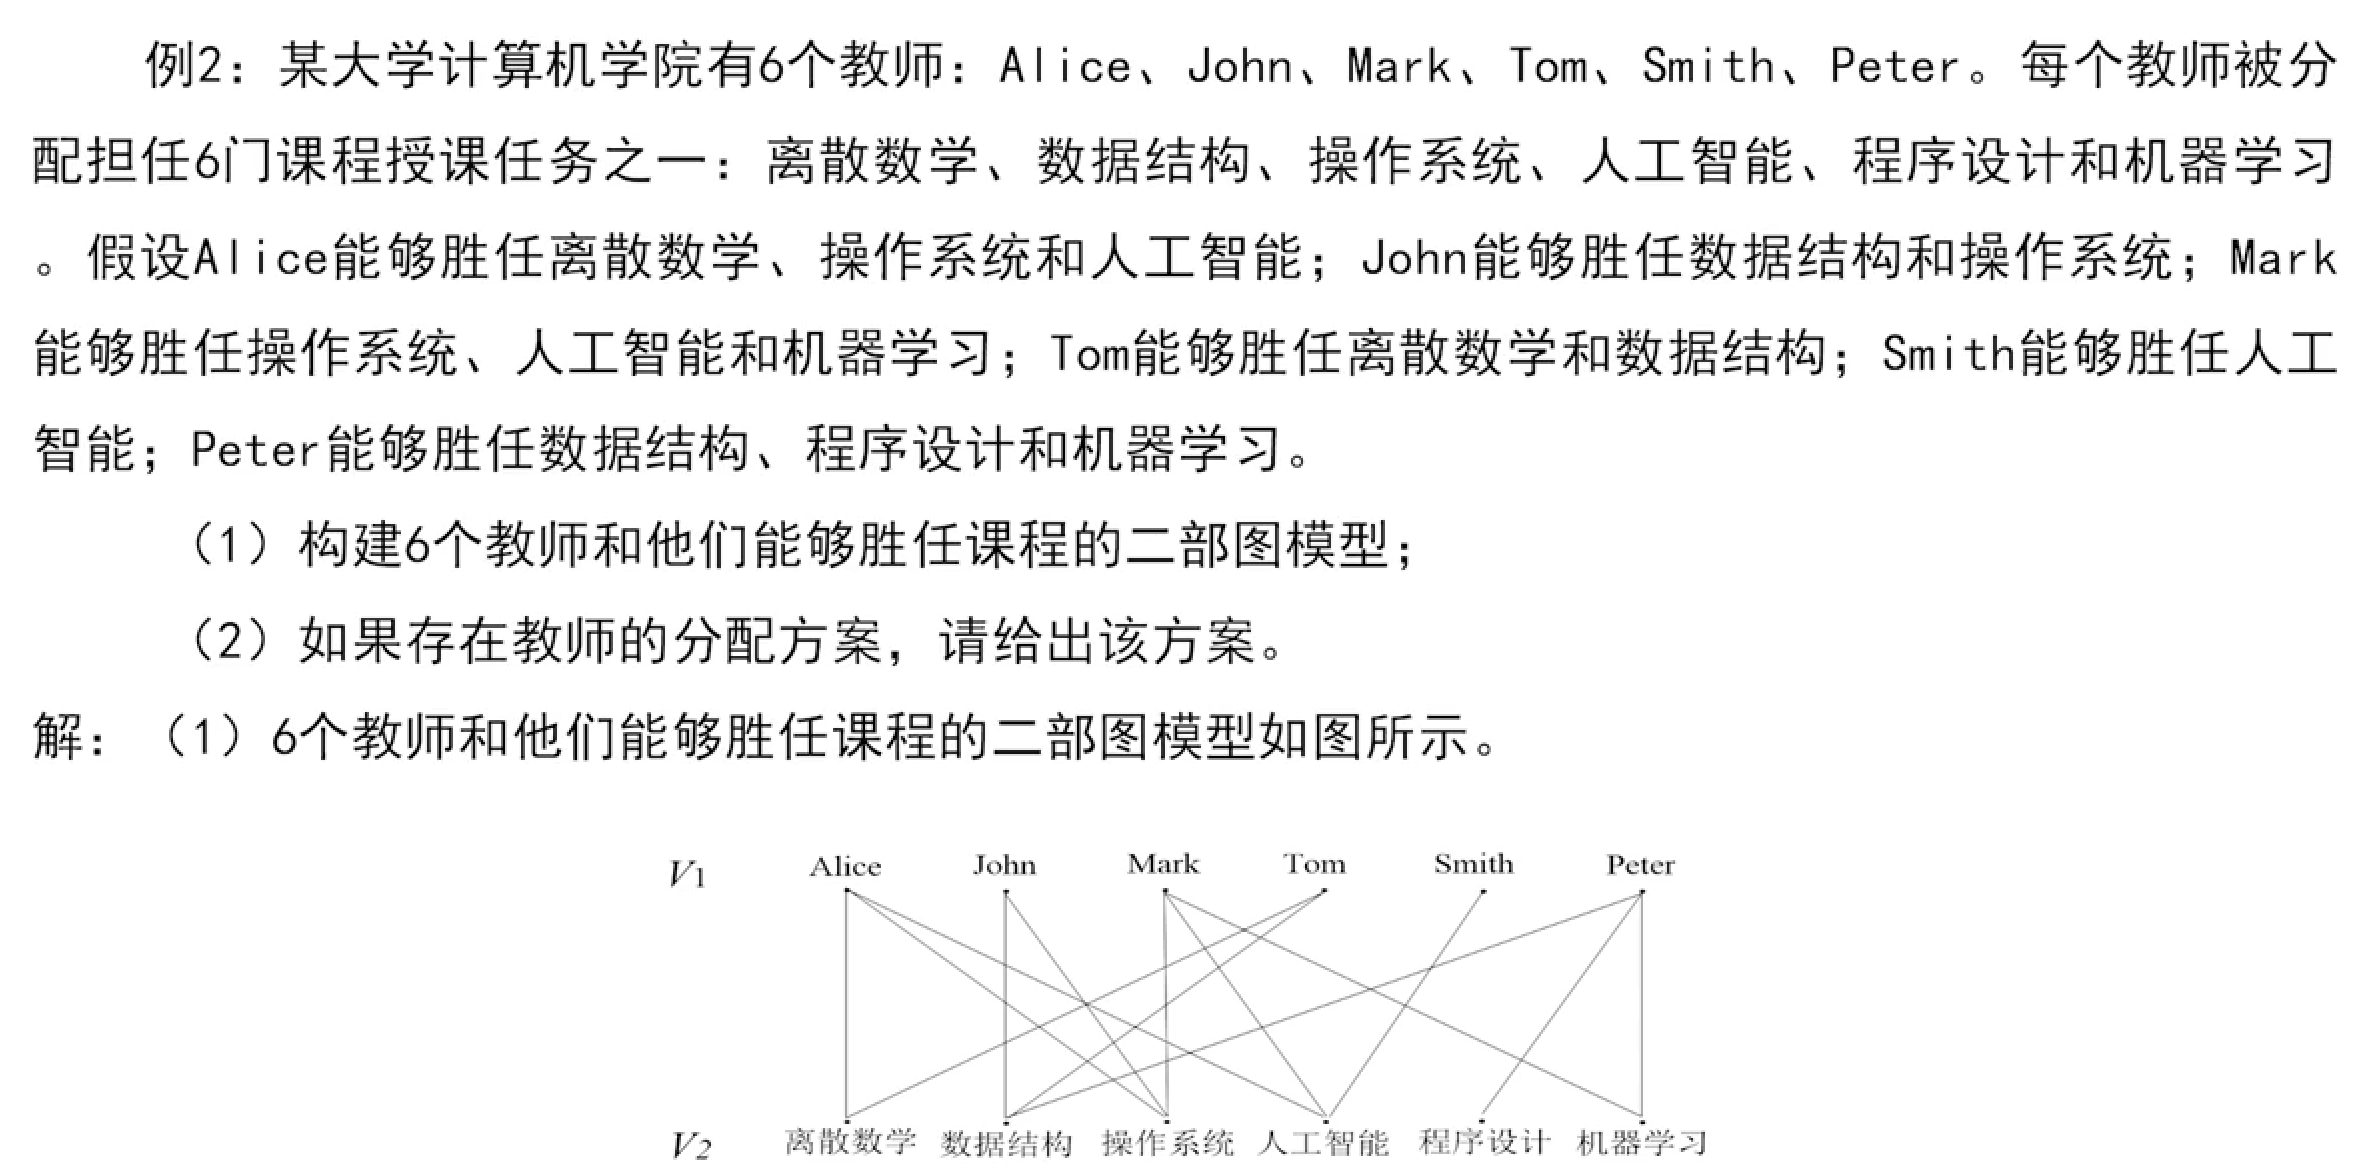 例2：某大学计算机学院有6个教师：Alice、John、Mark、Tom、Smith、Peter。每个教师被分
配担任6门课程授课任务之一：离散数学、数据结构、操作系统、人工智能、程序设计和机器学习
。假设Alice能够胜任离散数学、操作系统和人工智能；John能够胜任数据结构和操作系统；Mark
能够胜任操作系统、人工智能和机器学习；Tom能够胜任离散数学和数据结构；Smith能够胜任人工
智能；Peter能够胜任数据结构、程序设计和机器学习。
（1）构建6个教师和他们能够胜任课程的二部图模型；
（2）如果存在教师的分配方案，请给出该方案。
解：（1）6个教师和他们能够胜任课程的二部图模型如图所示。
V1 Alice John Mark Tom Smith Peter
V2 离散数学 数据结构 操作系统 人工智能 程序设计 机器学习